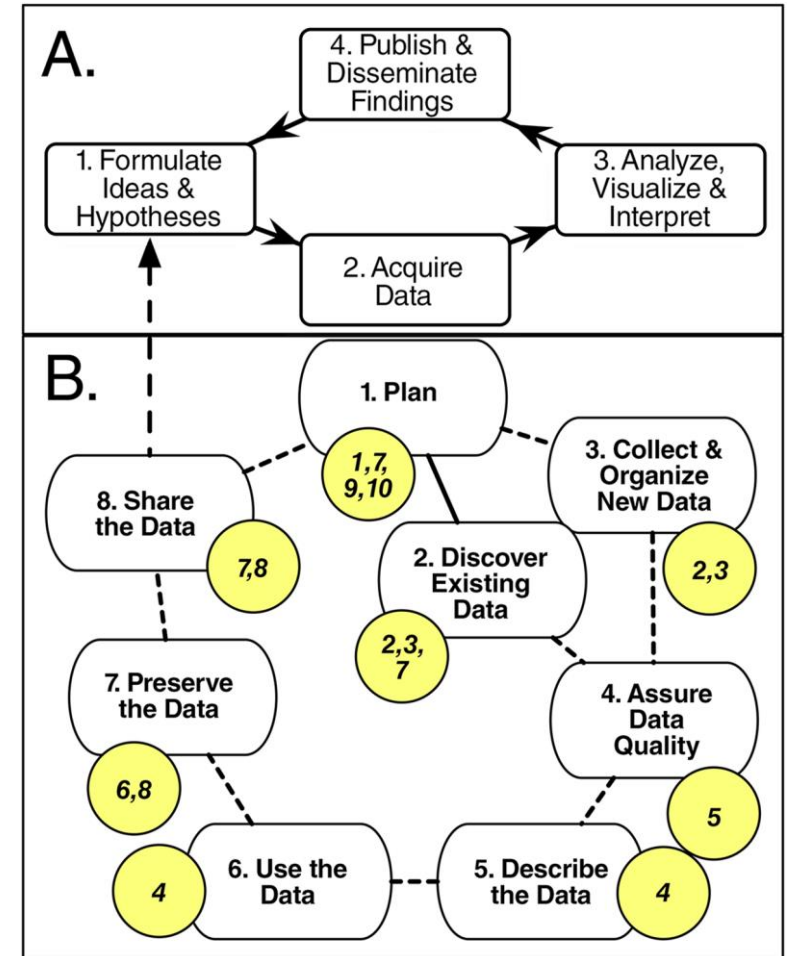 A.
4. Publish &
Disseminate
Findings
1. Formulate
Ideas &
Hypotheses
3. Analyze,
Visualize &
Interpret
2. Acquire
Data
B.
1. Plan
1,7,
9,10
3. Collect &
Organize
New Data
2,3
8. Share
the Data
7,8
2. Discover
Existing
Data
2,3,
7
7. Preserve
the Data
6,8
4. Assure
Data
Quality
5
6. Use the
Data
4
5. Describe
the Data
4